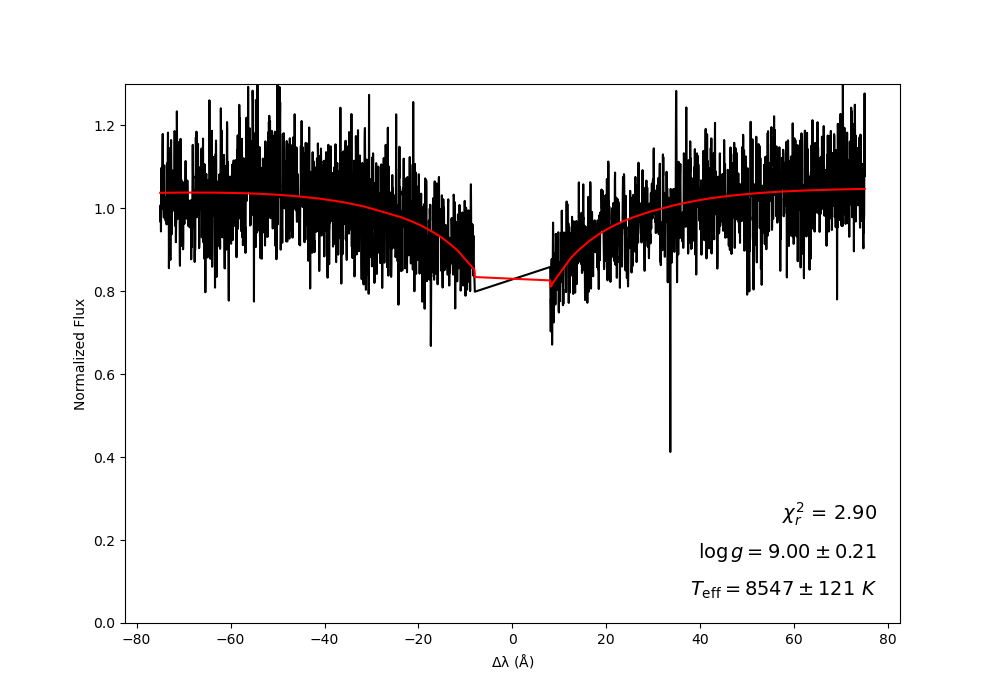 1.2
1.0
0.8
0.6
0.4
0.2
0.0
Normalized Flux
χ²ᵣ = 2.90
log g = 9.00 ± 0.21
T_eff = 8547 ± 121 K
−80 −60 −40 −20 0 20 40 60 80
Δλ (Å)